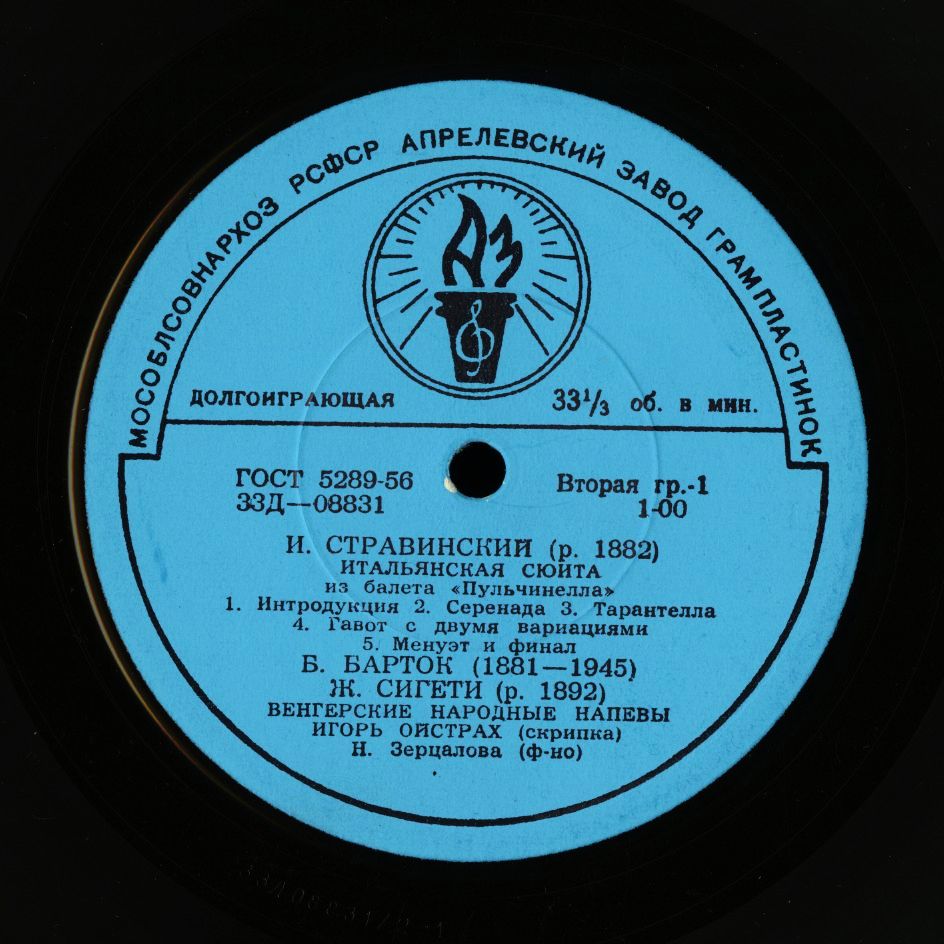 МОСОБЛСОВНАРХОЗ РСФСР АПРЕЛЕВСКИЙ ЗАВОД ГРАМПЛАСТИНОК
АЗ
ДОЛГОИГРАЮЩАЯ 33⅓ об. в мин.
ГОСТ 5289-56 Вторая гр.-1
33Д—08831 1-00
И. СТРАВИНСКИЙ (р. 1882)
ИТАЛЬЯНСКАЯ СЮИТА
из балета «Пульчинелла»
1. Интродукция 2. Серенада 3. Тарантелла
4. Гавот с двумя вариациями
5. Менуэт и финал
Б. БАРТОК (1881—1945)
Ж. СИГЕТИ (р. 1892)
ВЕНГЕРСКИЕ НАРОДНЫЕ НАПЕВЫ
ИГОРЬ ОЙСТРАХ (скрипка)
Н. Зерцалова (ф-но)